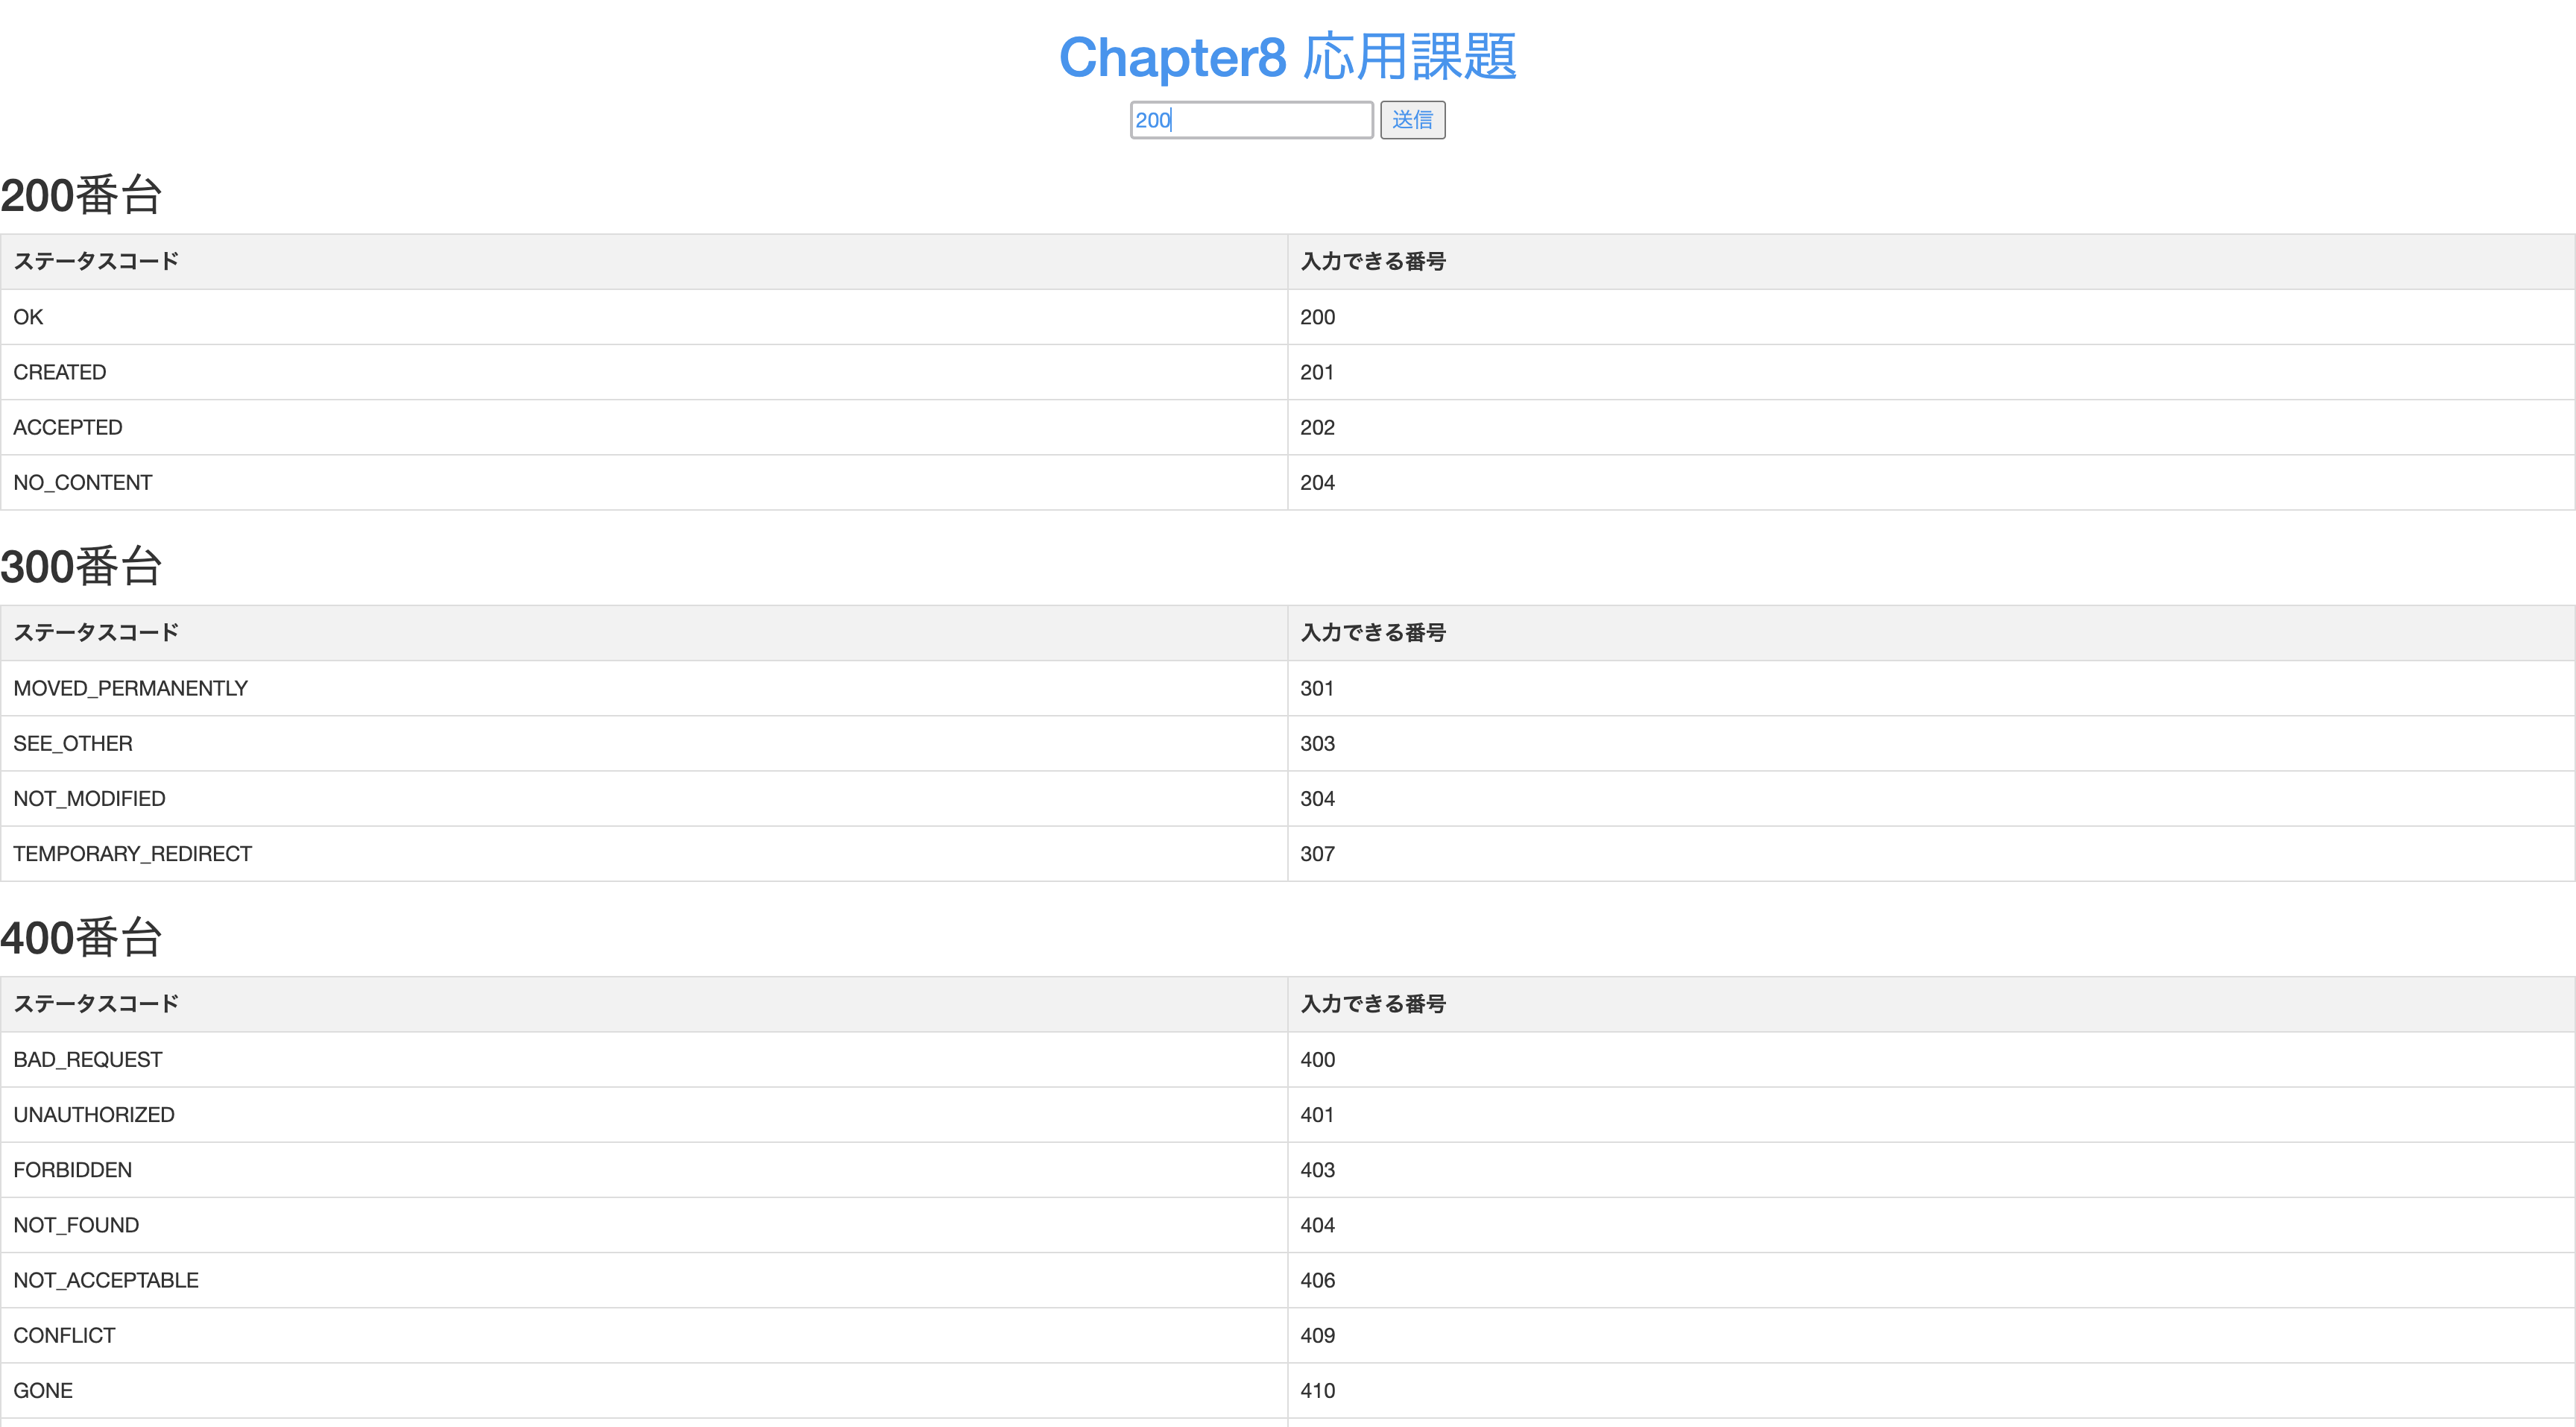 Chapter8 応用課題
200 送信
200番台
ステータスコード 入力できる番号
OK 200
CREATED 201
ACCEPTED 202
NO_CONTENT 204
300番台
ステータスコード 入力できる番号
MOVED_PERMANENTLY 301
SEE_OTHER 303
NOT_MODIFIED 304
TEMPORARY_REDIRECT 307
400番台
ステータスコード 入力できる番号
BAD_REQUEST 400
UNAUTHORIZED 401
FORBIDDEN 403
NOT_FOUND 404
NOT_ACCEPTABLE 406
CONFLICT 409
GONE 410